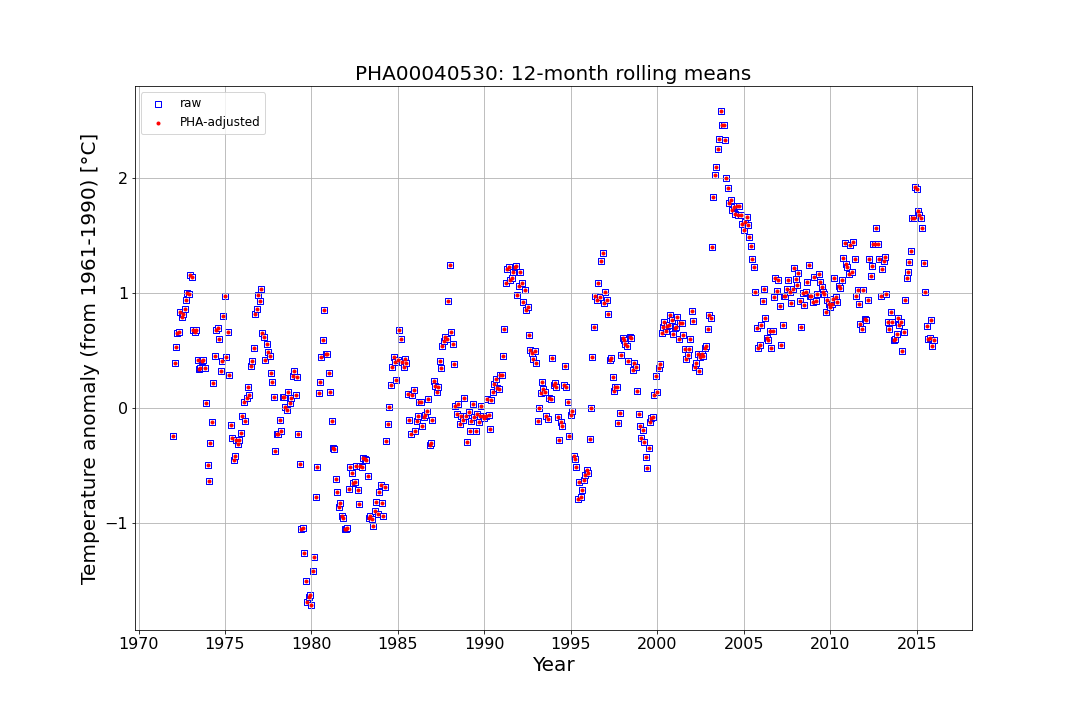 PHA00040530: 12-month rolling means
raw
PHA-adjusted
Temperature anomaly (from 1961-1990) [°C]
2
1
0
−1
1970 1975 1980 1985 1990 1995 2000 2005 2010 2015
Year